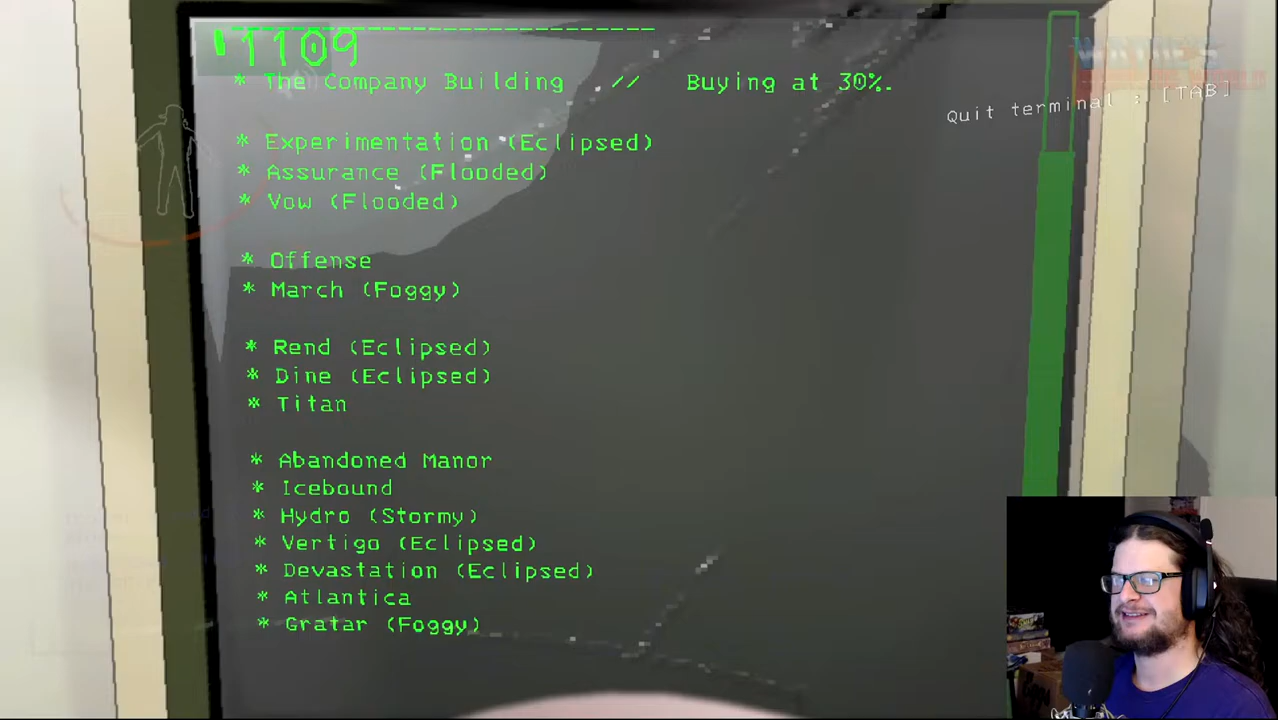 1109
* The Company Building // Buying at 30%.
Quit terminal : [TAB]
* Experimentation (Eclipsed)
* Assurance (Flooded)
* Vow (Flooded)
* Offense
* March (Foggy)
* Rend (Eclipsed)
* Dine (Eclipsed)
* Titan
* Abandoned Manor
* Icebound
* Hydro (Stormy)
* Vertigo (Eclipsed)
* Devastation (Eclipsed)
* Atlantica
* Gratar (Foggy)